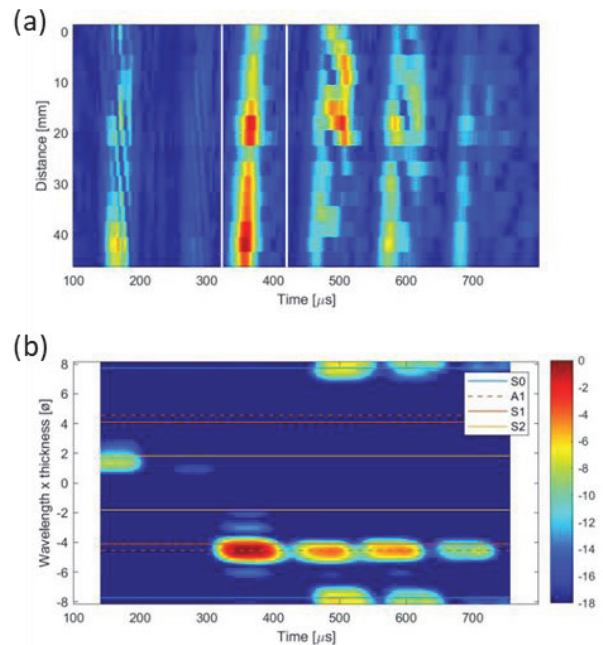 (a)
0
10
20
30
40
Distance [mm]
100 200 300 400 500 600 700
Time [μs]
(b)
8
6
4
2
0
-2
-4
-6
-8
Wavelength x thickness [ø]
S0
A1
S1
S2
100 200 300 400 500 600 700
Time [μs]
0
-2
-4
-6
-8
-10
-12
-14
-16
-18